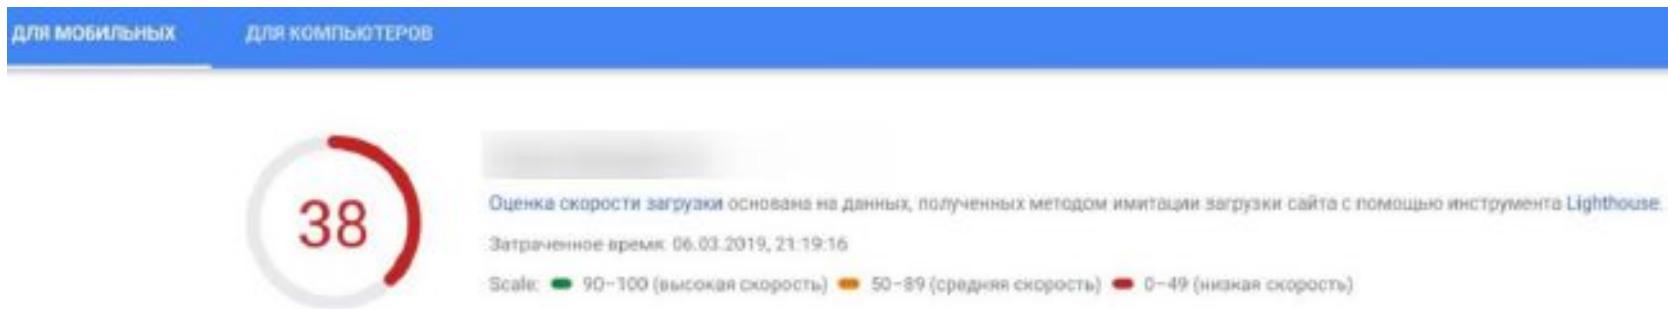 ДЛЯ МОБИЛЬНЫХ ДЛЯ КОМПЬЮТЕРОВ
38
Оценка скорости загрузки основана на данных, полученных методом имитации загрузки сайта с помощью инструмента Lighthouse.
Затраченное время: 06.03.2019, 21:19:16
Scale: 90–100 (высокая скорость) 50–89 (средняя скорость) 0–49 (низкая скорость)